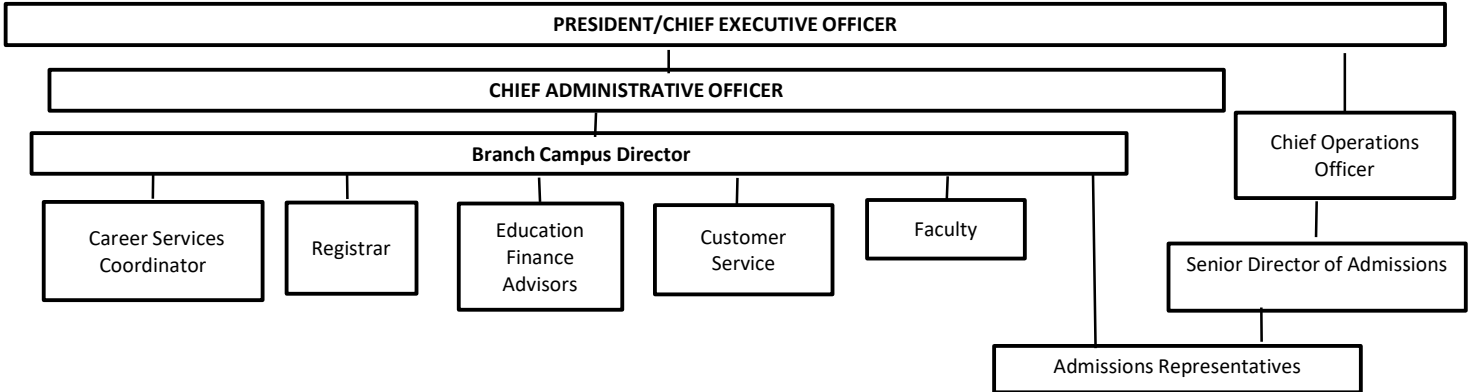 PRESIDENT/CHIEF EXECUTIVE OFFICER
CHIEF ADMINISTRATIVE OFFICER
Chief Operations
Officer
Branch Campus Director
Career Services
Coordinator
Registrar
Education
Finance
Advisors
Customer
Service
Faculty
Senior Director of Admissions
Admissions Representatives